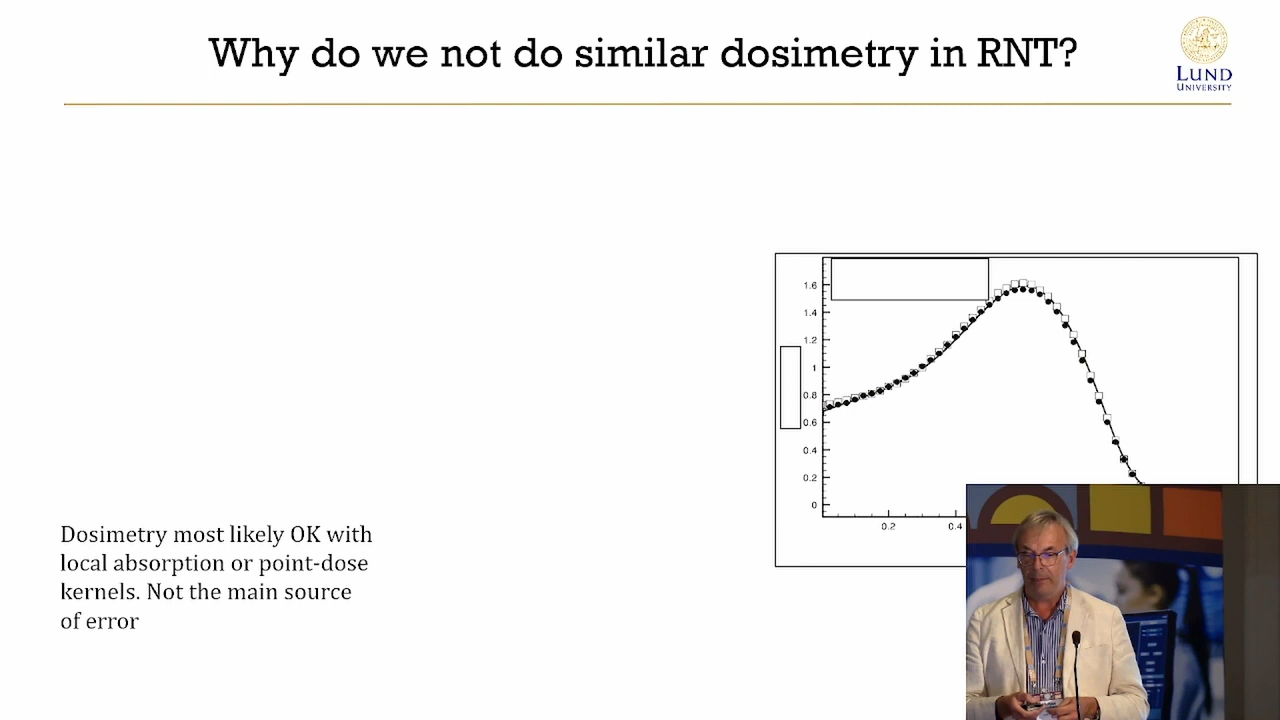 Why do we not do similar dosimetry in RNT?
LUND
UNIVERSITY
1.6
1.4
1.2
1
0.8
0.6
0.4
0.2
0
0.2
0.4
Dosimetry most likely OK with
local absorption or point-dose
kernels. Not the main source
of error